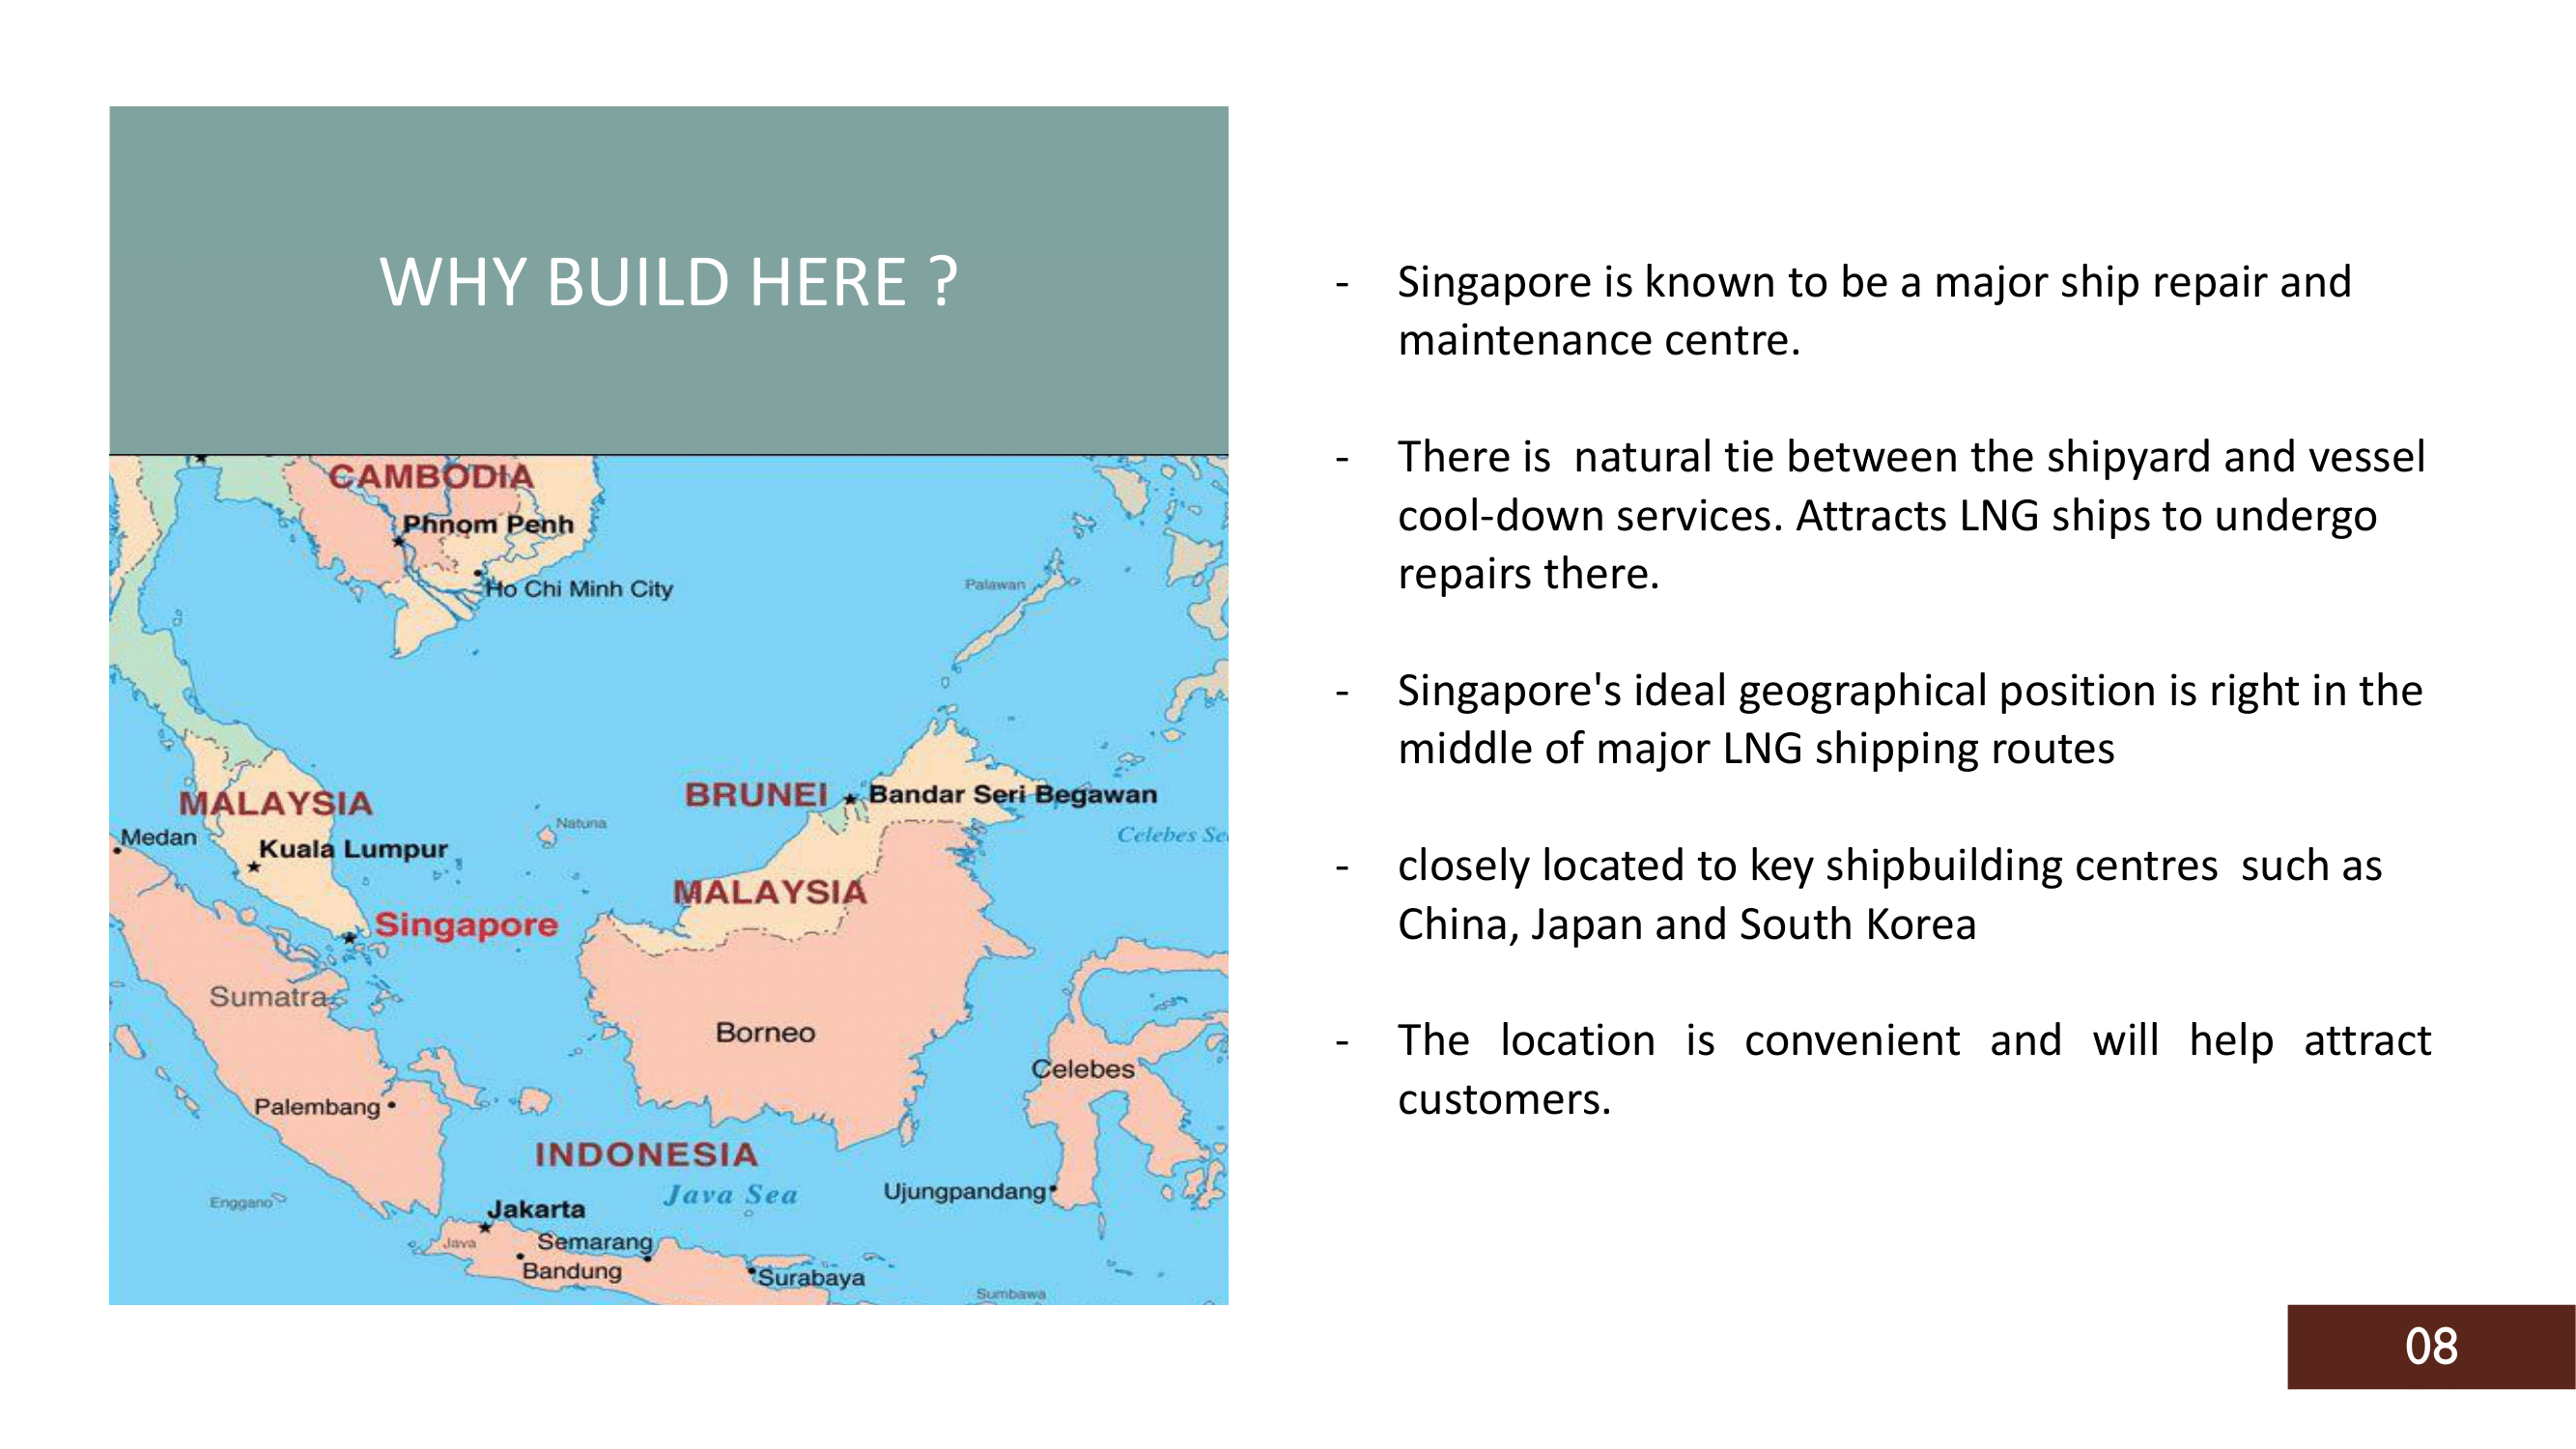 WHY BUILD HERE ?
CAMBODIA
Phnom Penh
Ho Chi Minh City
Palawan
BRUNEI
Bandar Seri Begawan
MALAYSIA
Medan
Kuala Lumpur
Natuna
Celebes Se
MALAYSIA
Singapore
Sumatra
Borneo
Celebes
Palembang
INDONESIA
Java Sea
Ujungpandang
Enggano
Jakarta
Java
Semarang
Bandung
Surabaya
Sumbawa
- Singapore is known to be a major ship repair and
maintenance centre.
- There is  natural tie between the shipyard and vessel
cool-down services. Attracts LNG ships to undergo
repairs there.
- Singapore's ideal geographical position is right in the
middle of major LNG shipping routes
- closely located to key shipbuilding centres  such as
China, Japan and South Korea
- The location is convenient and will help attract
customers.
08